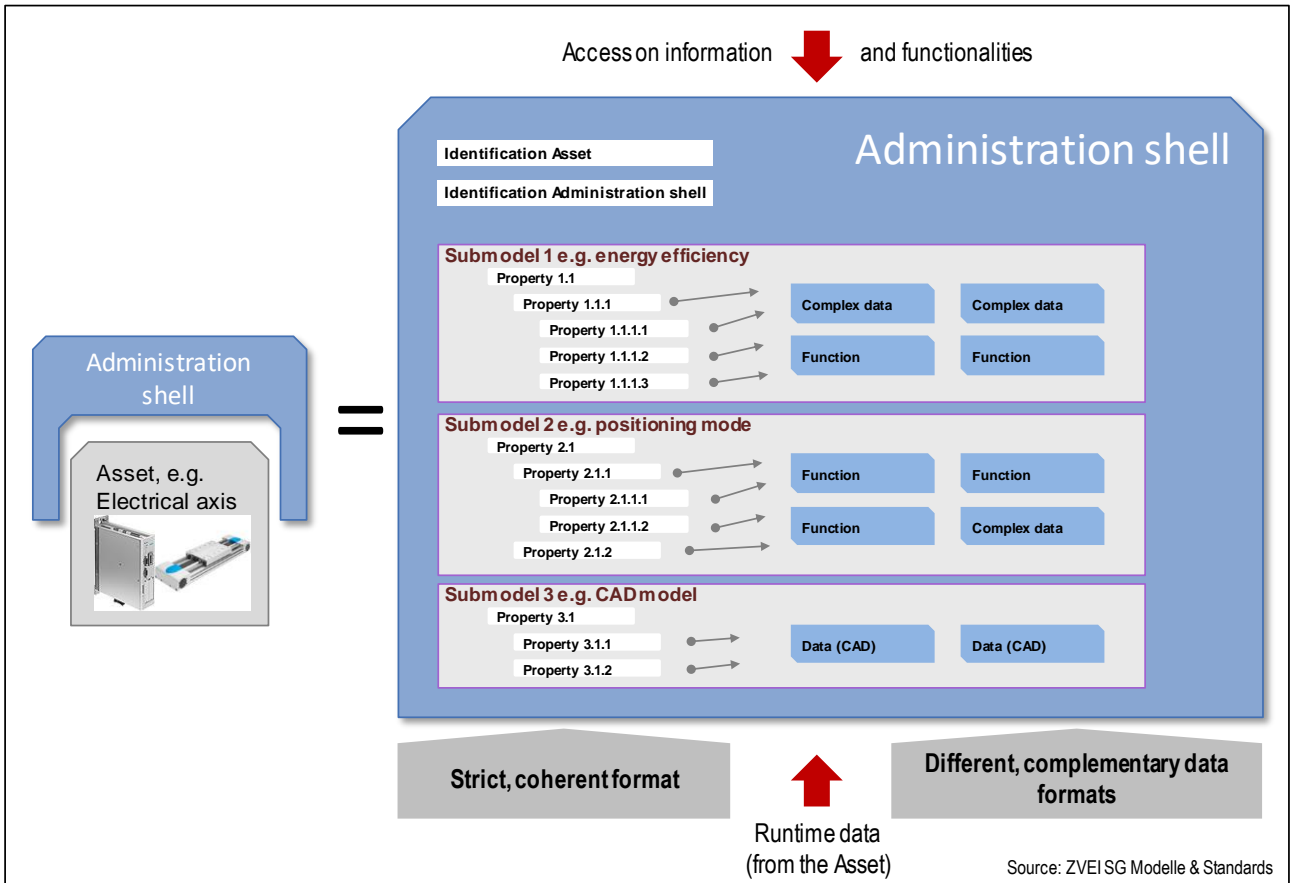 Access on information and functionalities
Administration shell
Identification Asset
Identification Administration shell
Submodel 1 e.g. energy efficiency
Property 1.1
Property 1.1.1
Property 1.1.1.1
Property 1.1.1.2
Property 1.1.1.3
Complex data Complex data
Function Function
Submodel 2 e.g. positioning mode
Property 2.1
Property 2.1.1
Property 2.1.1.1
Property 2.1.1.2
Property 2.1.2
Function Function
Function Complex data
Submodel 3 e.g. CAD model
Property 3.1
Property 3.1.1
Property 3.1.2
Data (CAD) Data (CAD)
Administration
shell
=
Asset, e.g.
Electrical axis
Strict, coherent format
Different, complementary data
formats
Runtime data
(from the Asset)
Source: ZVEI SG Modelle & Standards